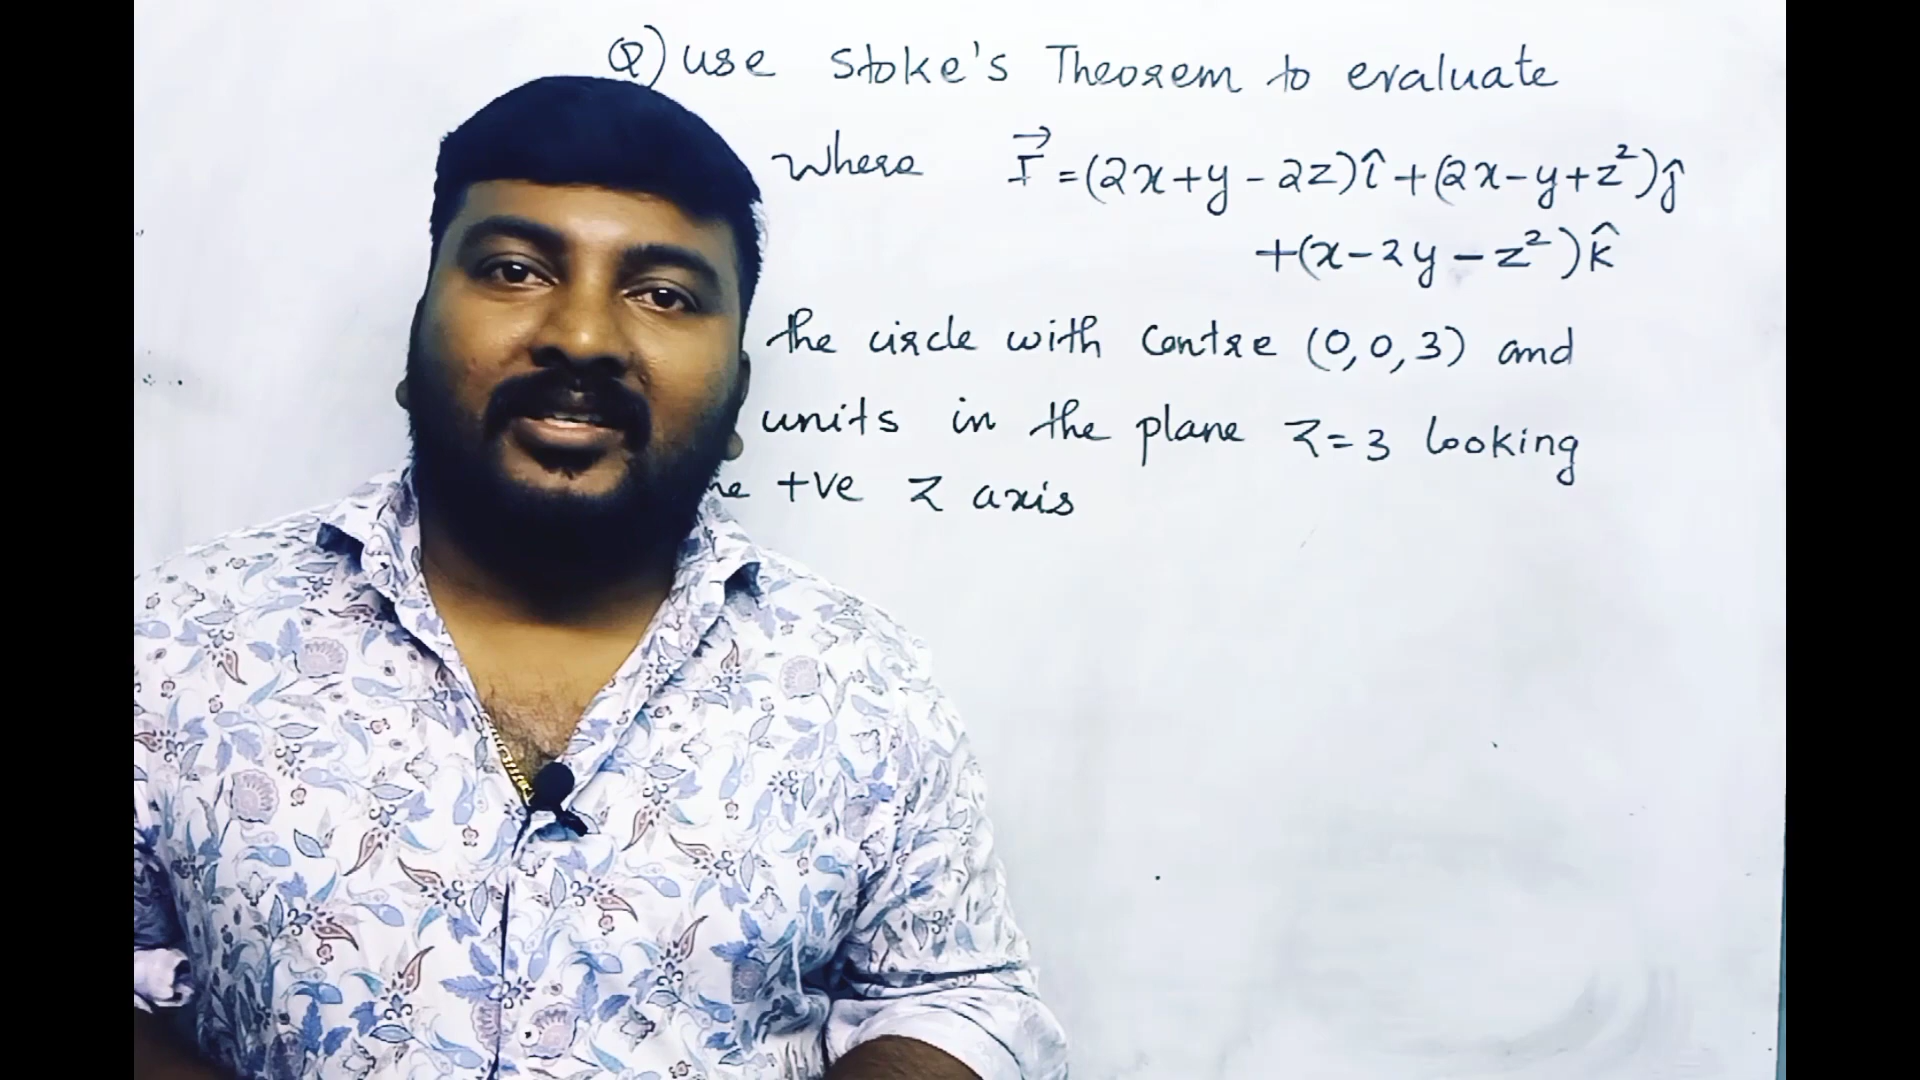 Q) use Stoke's Theorem to evaluate
where F⃗ = (2x+y-2z)î + (2x-y+z²)ĵ
+(x-2y-z²)k̂
the circle with centre (0,0,3) and
units in the plane z=3 looking
+ve z axis